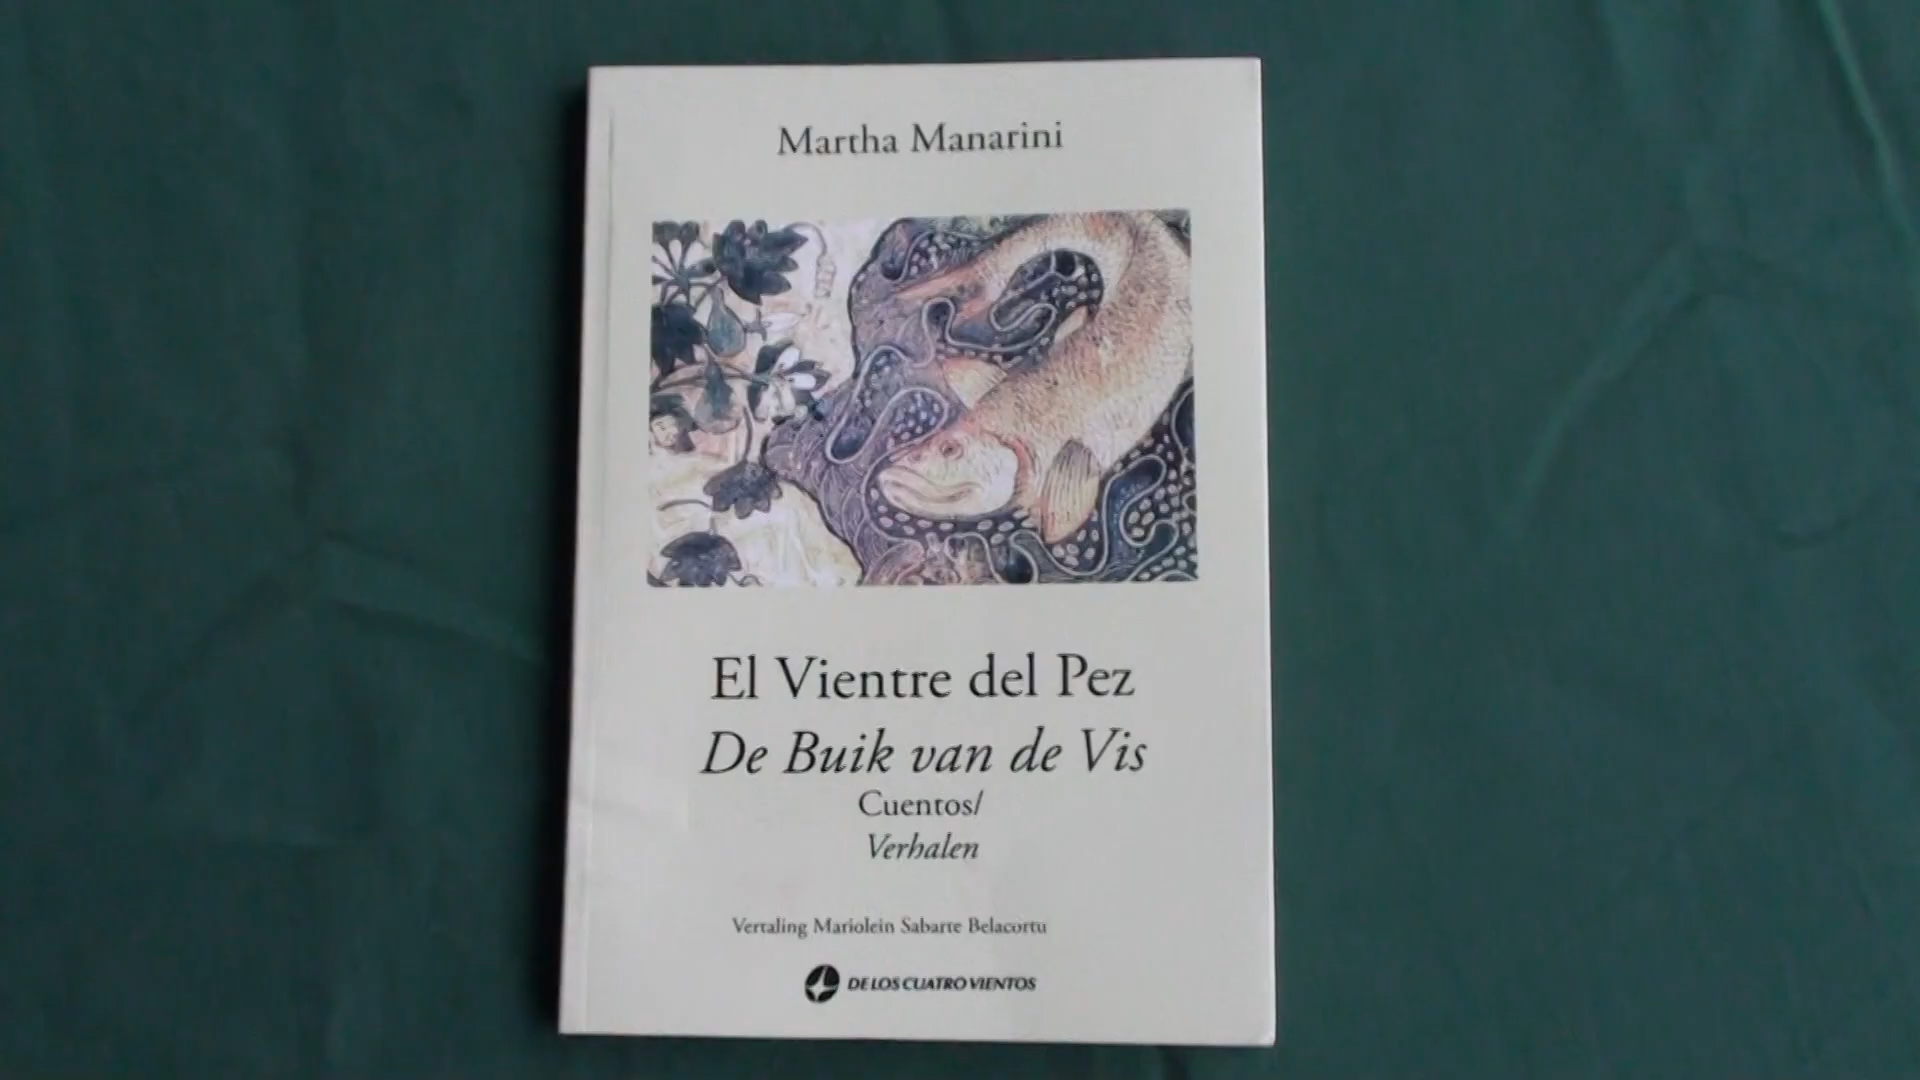 Martha Manarini
El Vientre del Pez
De Buik van de Vis
Cuentos/
Verhalen
Vertaling Mariolein Sabarte Belacortu
DE LOS CUATRO VIENTOS